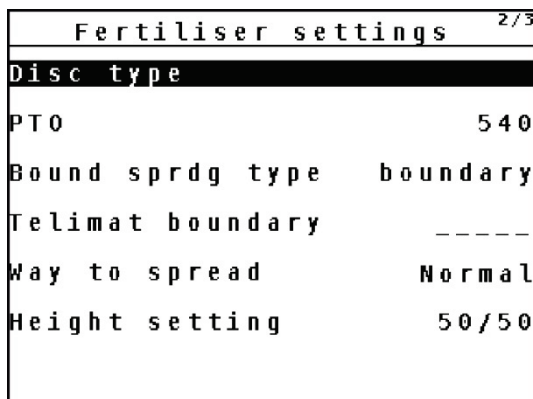 Fertiliser settings 2/3
Disc type
PTO 540
Bound sprdg type boundary
Telimat boundary _____
Way to spread Normal
Height setting 50/50